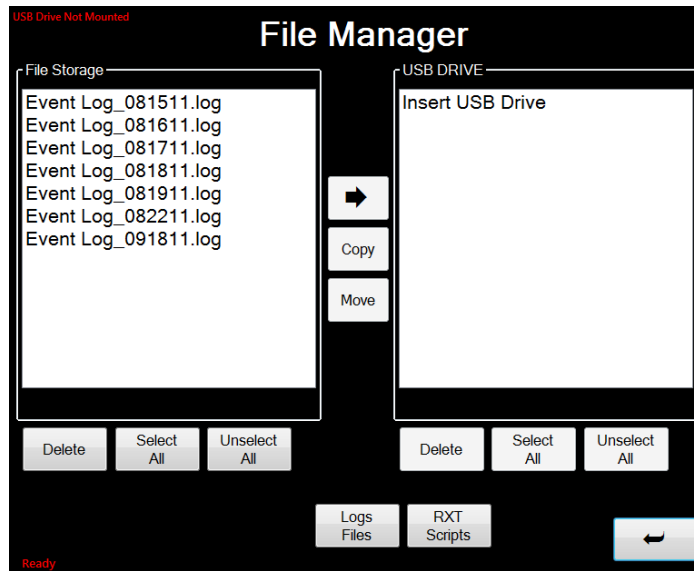 USB Drive Not Mounted
File Manager
File Storage
Event Log_081511.log
Event Log_081611.log
Event Log_081711.log
Event Log_081811.log
Event Log_081911.log
Event Log_082211.log
Event Log_091811.log
Copy
Move
USB DRIVE
Insert USB Drive
Delete
Select
All
Unselect
All
Delete
Select
All
Unselect
All
Logs
Files
RXT
Scripts
Ready